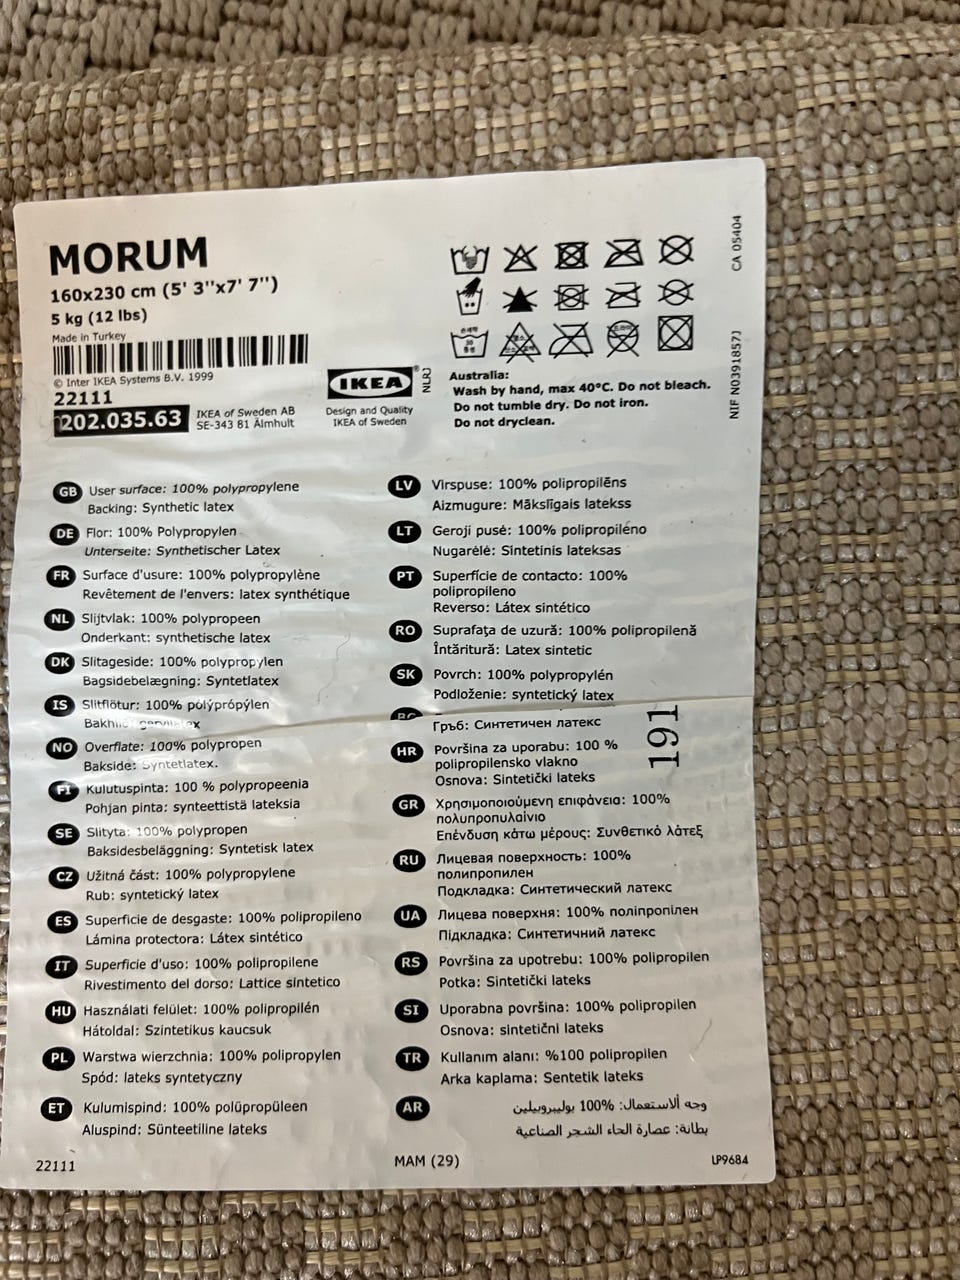 MORUM
160x230 cm (5' 3''x7' 7'')
5 kg (12 lbs)
Made in Turkey
© Inter IKEA Systems B.V. 1999
22111
202.035.63
IKEA of Sweden AB
SE-343 81 Älmhult
IKEA®
Design and Quality
IKEA of Sweden
NLRJ
Australia:
Wash by hand, max 40°C. Do not bleach.
Do not tumble dry. Do not iron.
Do not dryclean.
CA 05404
NIF N0391857J
GB User surface: 100% polypropylene
Backing: Synthetic latex
DE Flor: 100% Polypropylen
Unterseite: Synthetischer Latex
FR Surface d'usure: 100% polypropylène
Revêtement de l'envers: latex synthétique
NL Slijtvlak: 100% polypropeen
Onderkant: synthetische latex
DK Slitageside: 100% polypropylen
Bagsidebelægning: Syntetlatex
IS Slitflötur: 100% pólýprópýlen
NO Overflate: 100% polypropen
Bakside: Syntetlatex.
FI Kulutuspinta: 100 % polypropeenia
Pohjan pinta: synteettistä lateksia
SE Slityta: 100% polypropen
Baksidesbeläggning: Syntetisk latex
CZ Užitná část: 100% polypropylene
Rub: syntetický latex
ES Superficie de desgaste: 100% polipropileno
Lámina protectora: Látex sintético
IT Superficie d'uso: 100% polipropilene
Rivestimento del dorso: Lattice sintetico
HU Használati felület: 100% polipropilén
Hátoldal: Szintetikus kaucsuk
PL Warstwa wierzchnia: 100% polipropylen
Spód: lateks syntetyczny
ET Kulumispind: 100% polüpropüleen
Aluspind: Sünteetiline lateks
22111
LV Virspuse: 100% polipropilēns
Aizmugure: Mākslīgais latekss
LT Geroji pusė: 100% polipropileno
Nugarėlė: Sintetinis lateksas
PT Superfície de contacto: 100%
polipropileno
Reverso: Látex sintético
RO Suprafaţa de uzură: 100% polipropilenă
Întăritură: Latex sintetic
SK Povrch: 100% polypropylén
Podloženie: syntetický latex
BG
Гръб: Синтетичен латекс
191
HR Površina za uporabu: 100 %
polipropilensko vlakno
Osnova: Sintetički lateks
GR Χρησιμοποιούμενη επιφάνεια: 100%
πολυπροπυλαίνιο
Επένδυση κάτω μέρους: Συνθετικό λάτεξ
RU Лицевая поверхность: 100%
полипропилен
Подкладка: Синтетический латекс
UA Лицева поверхня: 100% поліпропілен
Підкладка: Синтетичний латекс
RS Površina za upotrebu: 100% polipropilen
Potka: Sintetički lateks
SI Uporabna površina: 100% polipropilen
Osnova: sintetični lateks
TR Kullanım alanı: %100 polipropilen
Arka kaplama: Sentetik lateks
AR وجه ألاستعمال: %100 بوليبروبيلين
بطانة: عصارة الحاء الشجر الصناعية
MAM (29)
LP9684